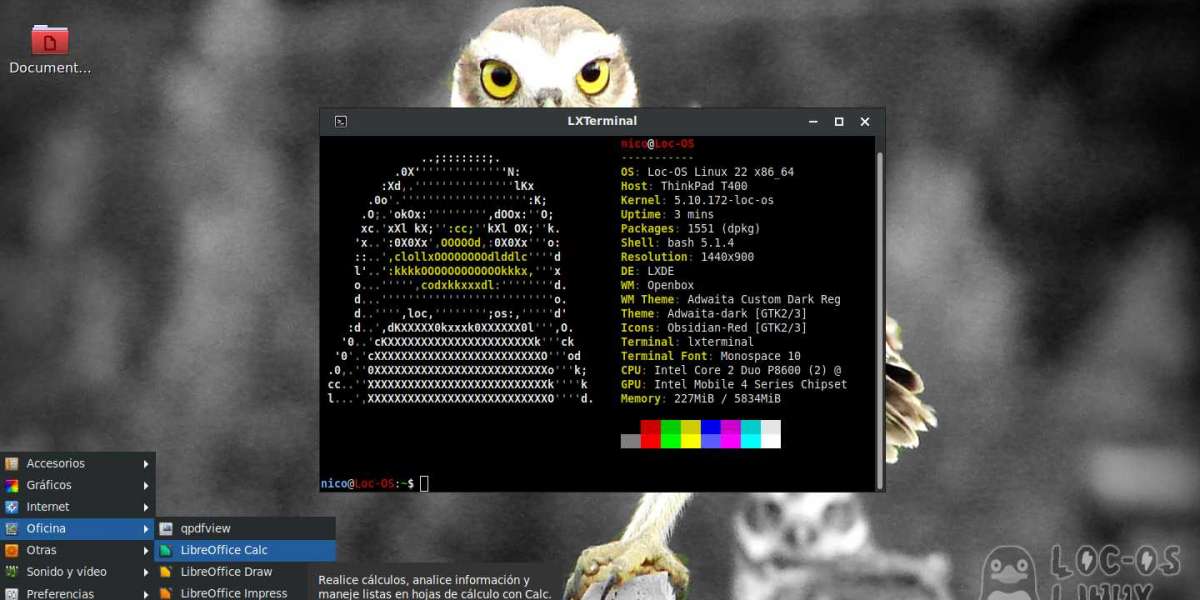 Document...
LXTerminal
nico@Loc-OS
-----------
OS: Loc-OS Linux 22 x86_64
Host: ThinkPad T400
Kernel: 5.10.172-loc-os
Uptime: 3 mins
Packages: 1551 (dpkg)
Shell: bash 5.1.4
Resolution: 1440x900
DE: LXDE
WM: Openbox
WM Theme: Adwaita Custom Dark Reg
Theme: Adwaita-dark [GTK2/3]
Icons: Obsidian-Red [GTK2/3]
Terminal: lxterminal
Terminal Font: Monospace 10
CPU: Intel Core 2 Duo P8600 (2) @
GPU: Intel Mobile 4 Series Chipset
Memory: 227MiB / 5834MiB
nico@Loc-OS:~$
Accesorios
Gráficos
Internet
Oficina
Otras
Sonido y vídeo
Preferencias
qpdfview
LibreOffice Calc
LibreOffice Draw
LibreOffice Impress
Realice cálculos, analice información y
maneje listas en hojas de cálculo con Calc.
LOC-OS
LINUX